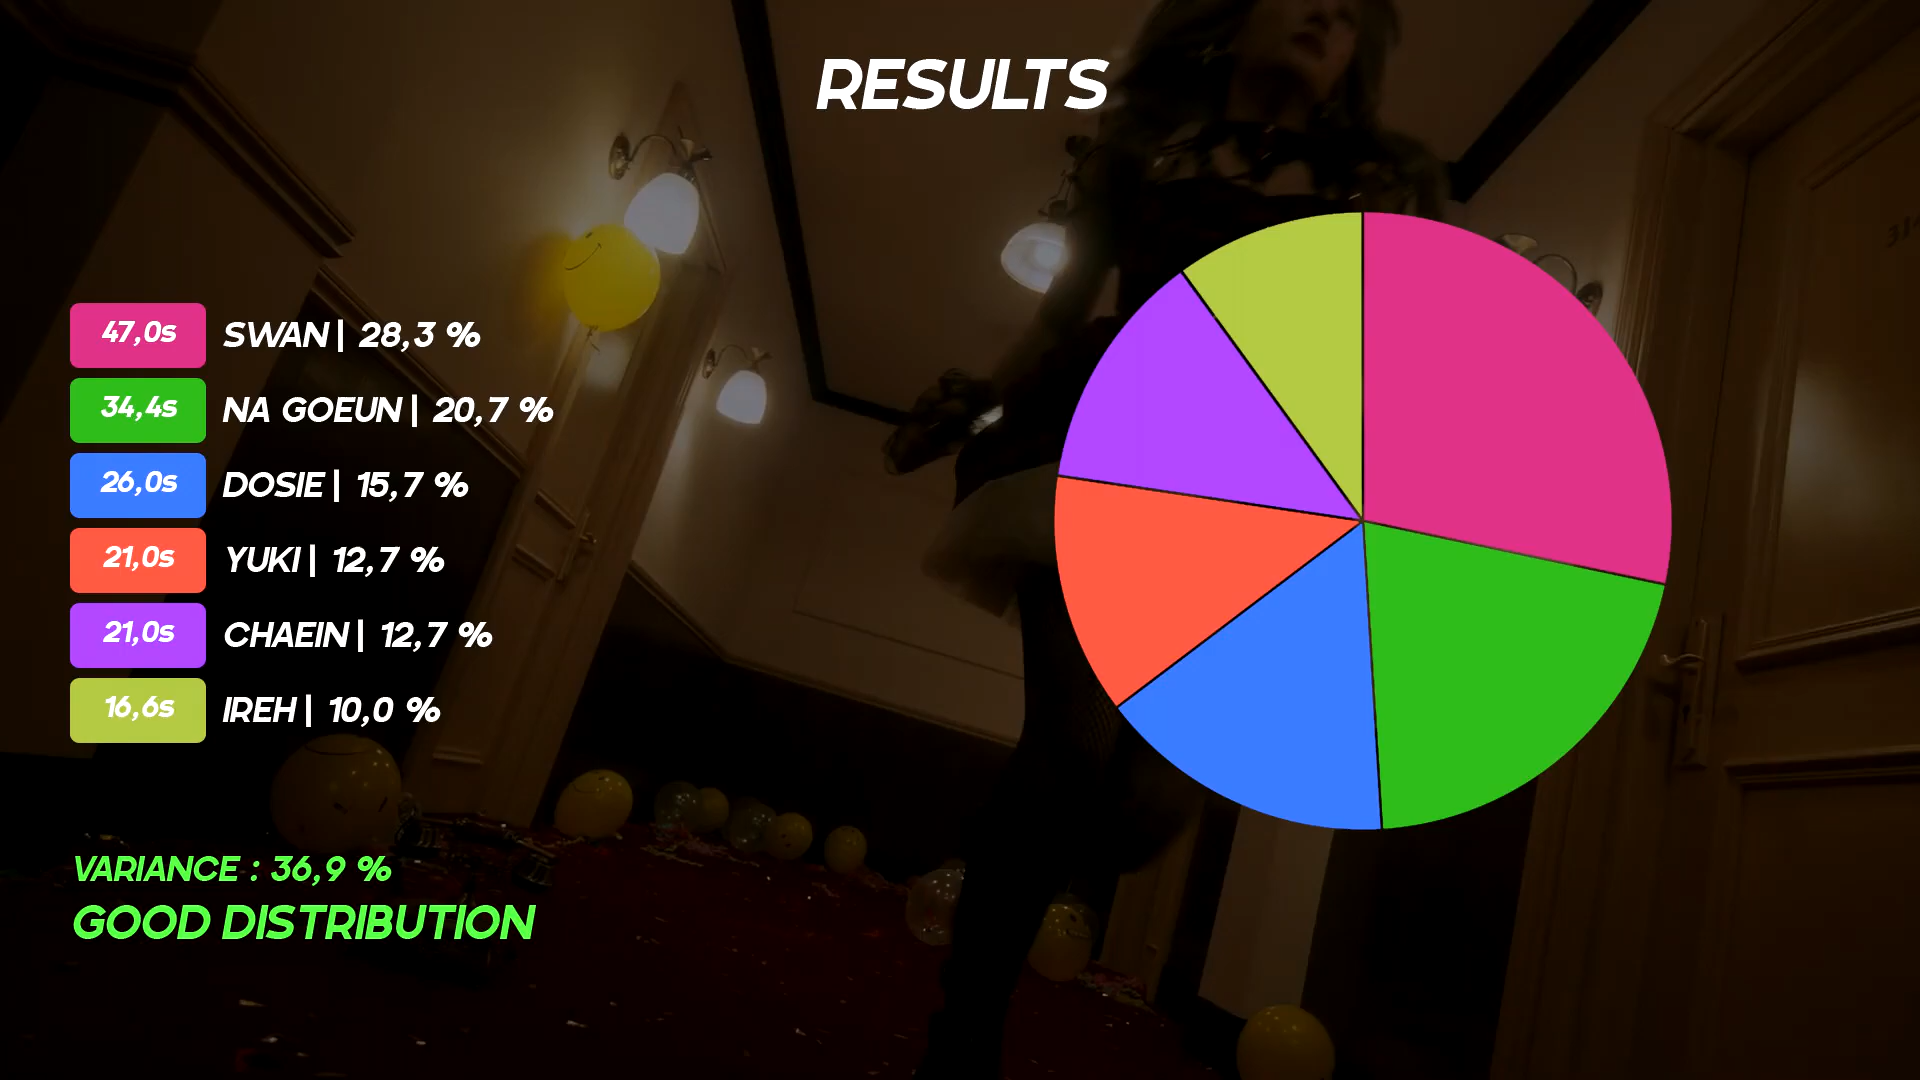 RESULTS
47,0s SWAN | 28,3 %
34,4s NA GOEUN | 20,7 %
26,0s DOSIE | 15,7 %
21,0s YUKI | 12,7 %
21,0s CHAEIN | 12,7 %
16,6s IREH | 10,0 %
VARIANCE : 36,9 %
GOOD DISTRIBUTION